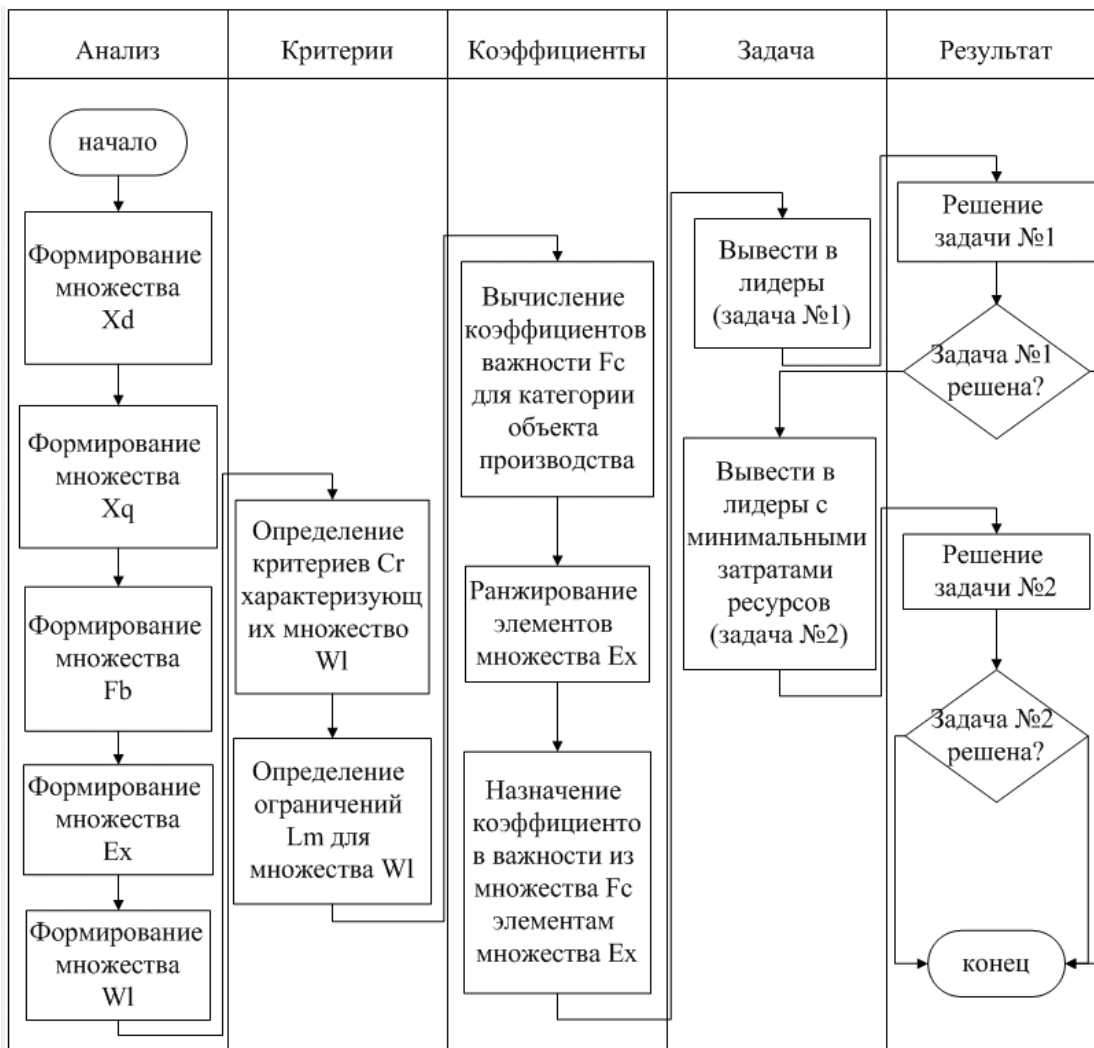 Анализ
Критерии
Коэффициенты
Задача
Результат
начало
Формирование
множества
Xd
Формирование
множества
Xq
Формирование
множества
Fb
Формирование
множества
Ex
Формирование
множества
Wl
Определение
критериев Cr
характеризующ
их множество
Wl
Определение
ограничений
Lm для
множества Wl
Вычисление
коэффициентов
важности Fc
для категории
объекта
производства
Ранжирование
элементов
множества Ex
Назначение
коэффициенто
в важности из
множества Fc
элементам
множества Ex
Вывести в
лидеры
(задача №1)
Вывести в
лидеры с
минимальными
затратами
ресурсов
(задача №2)
Решение
задачи №1
Задача №1
решена?
Решение
задачи №2
Задача №2
решена?
конец